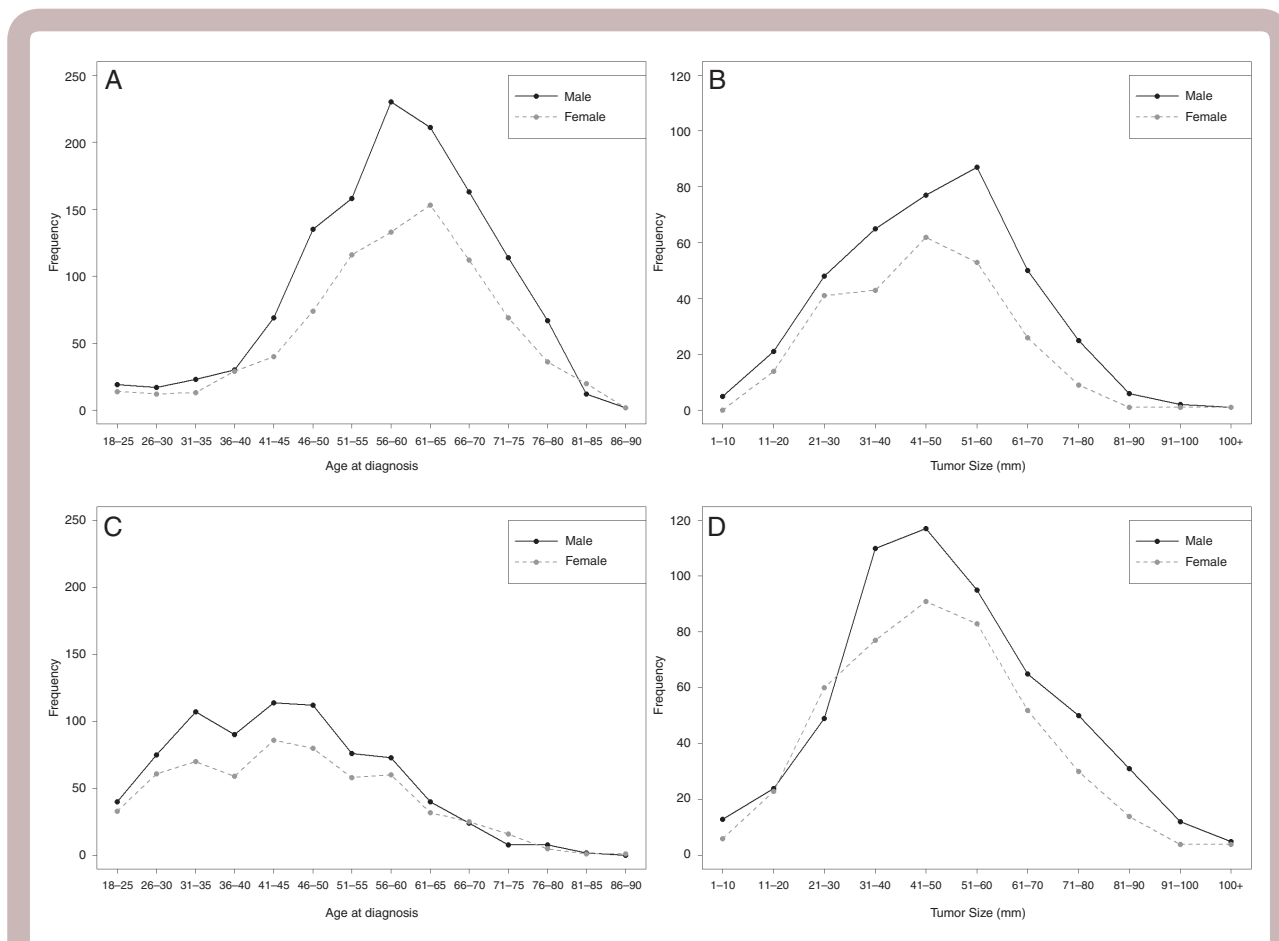 A
250
200
150
100
50
0
Frequency
Male
Female
18–25 26–30 31–35 36–40 41–45 46–50 51–55 56–60 61–65 66–70 71–75 76–80 81–85 86–90
Age at diagnosis
B
120
100
80
60
40
20
0
Frequency
Male
Female
1–10 11–20 21–30 31–40 41–50 51–60 61–70 71–80 81–90 91–100 100+
Tumor Size (mm)
C
250
200
150
100
50
0
Frequency
Male
Female
18–25 26–30 31–35 36–40 41–45 46–50 51–55 56–60 61–65 66–70 71–75 76–80 81–85 86–90
Age at diagnosis
D
120
100
80
60
40
20
0
Frequency
Male
Female
1–10 11–20 21–30 31–40 41–50 51–60 61–70 71–80 81–90 91–100 100+
Tumor Size (mm)